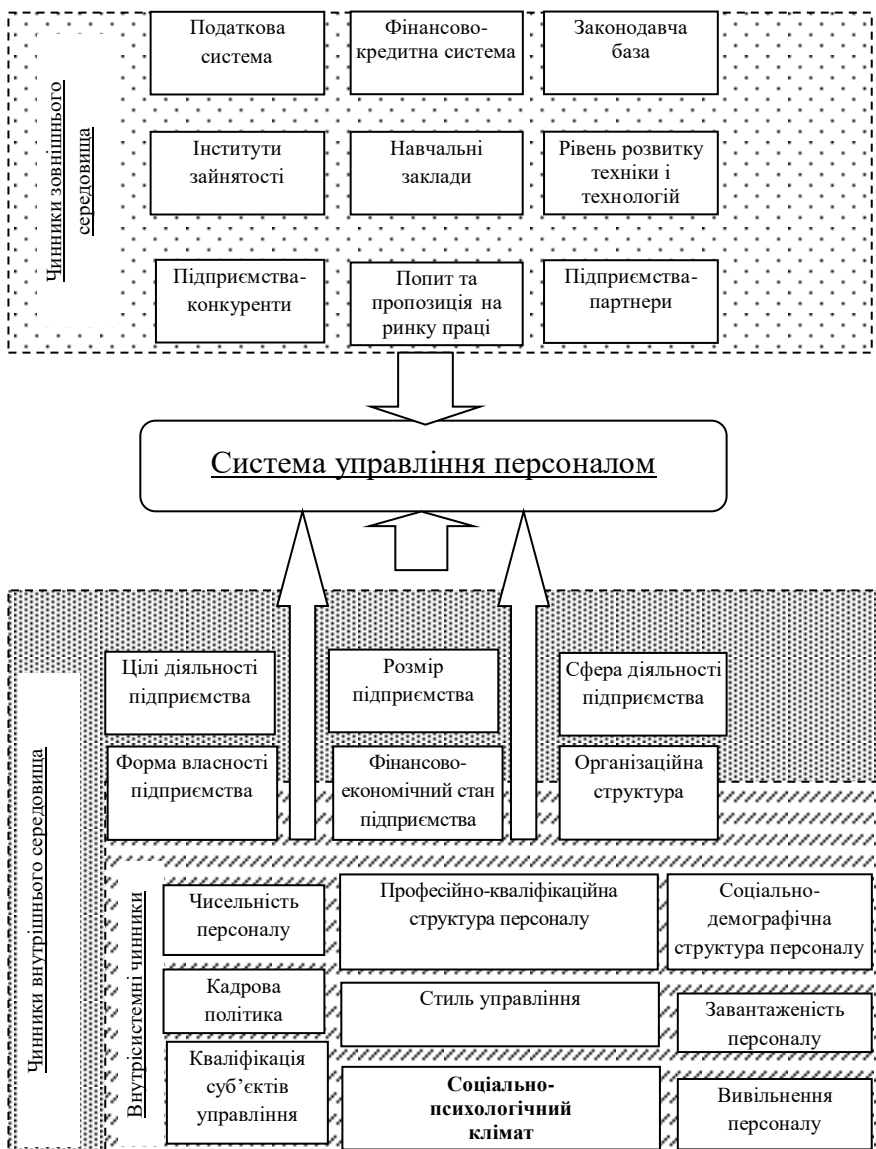 Чинники зовнішнього
середовища
Податкова
система
Фінансово-
кредитна система
Законодавча
база
Інститути
зайнятості
Навчальні
заклади
Рівень розвитку
техніки і
технологій
Підприємства-
конкуренти
Попит та
пропозиція на
ринку праці
Підприємства-
партнери
Система управління персоналом
Чинники внутрішнього середовища
Цілі діяльності
підприємства
Розмір
підприємства
Сфера діяльності
підприємства
Форма власності
підприємства
Фінансово-
економічний стан
підприємства
Організаційна
структура
Внутрісистемні чинники
Чисельність
персоналу
Професійно-кваліфікаційна
структура персоналу
Соціально-
демографічна
структура персоналу
Кадрова
політика
Стиль управління
Завантаженість
персоналу
Кваліфікація
суб’єктів
управління
Соціально-
психологічний
клімат
Вивільнення
персоналу